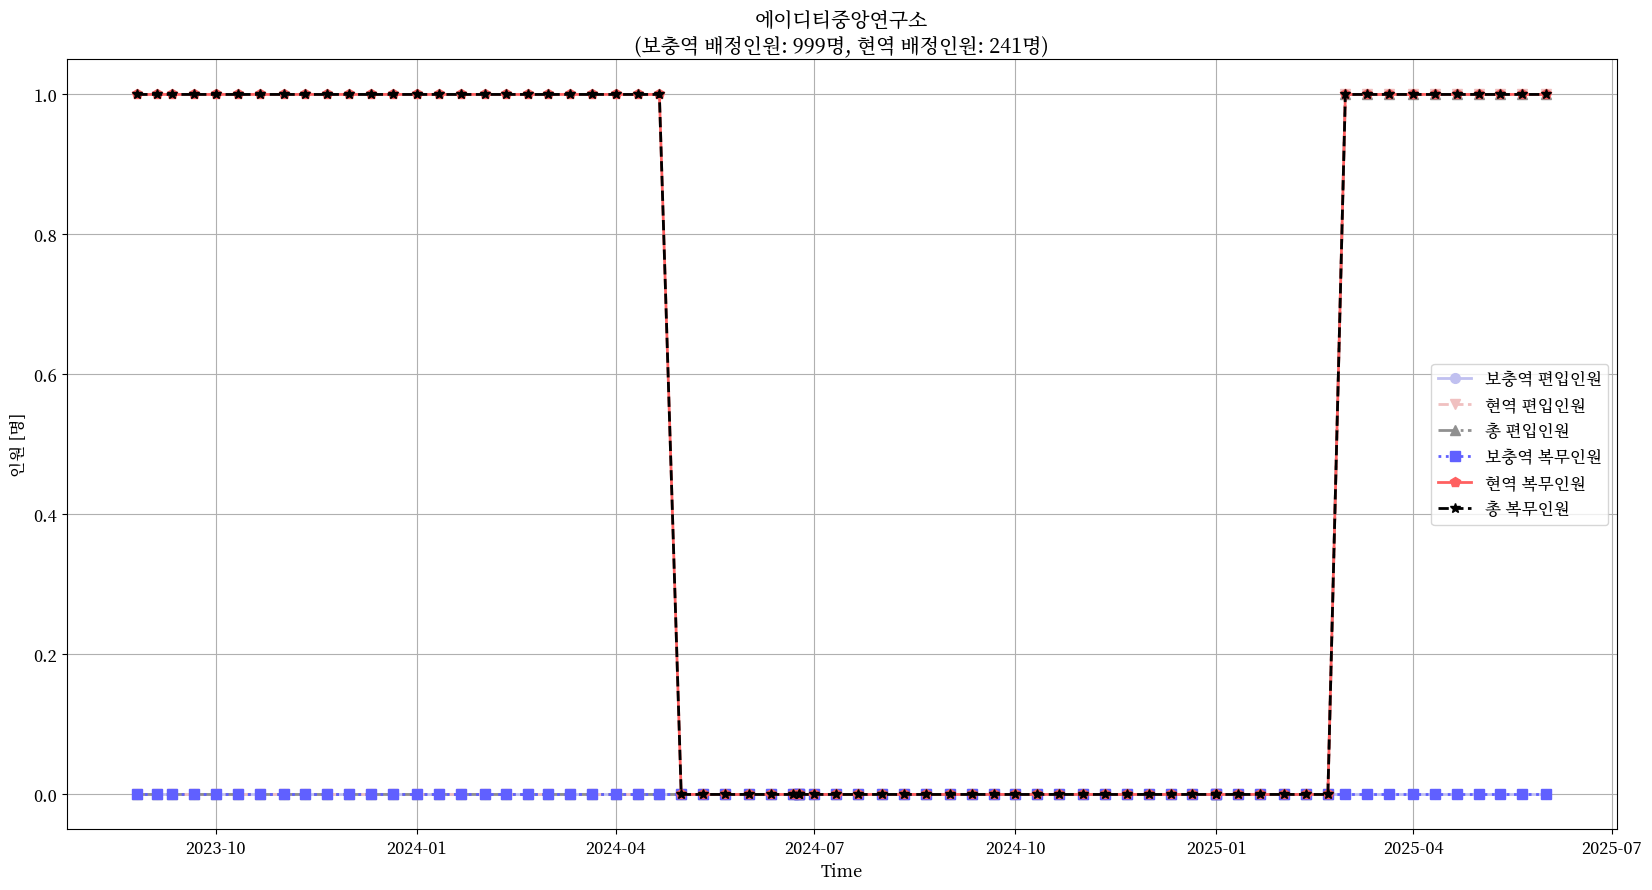 에이디티중앙연구소
(보충역 배정인원: 999명, 현역 배정인원: 241명)
인원 [명]
1.0
0.8
0.6
0.4
0.2
0.0
보충역 편입인원
현역 편입인원
총 편입인원
보충역 복무인원
현역 복무인원
총 복무인원
2023-10
2024-01
2024-04
2024-07
2024-10
2025-01
2025-04
2025-07
Time